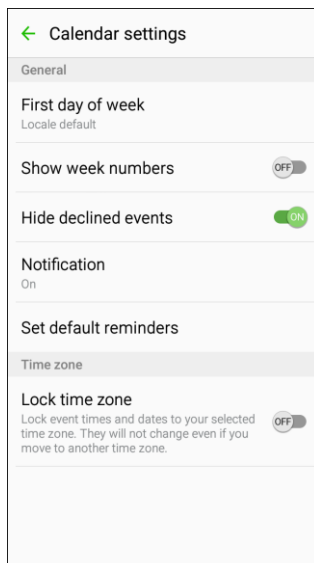 Calendar settings
General
First day of week
Locale default
Show week numbers
OFF
Hide declined events
ON
Notification
On
Set default reminders
Time zone
Lock time zone
Lock event times and dates to your selected
time zone. They will not change even if you
move to another time zone.
OFF